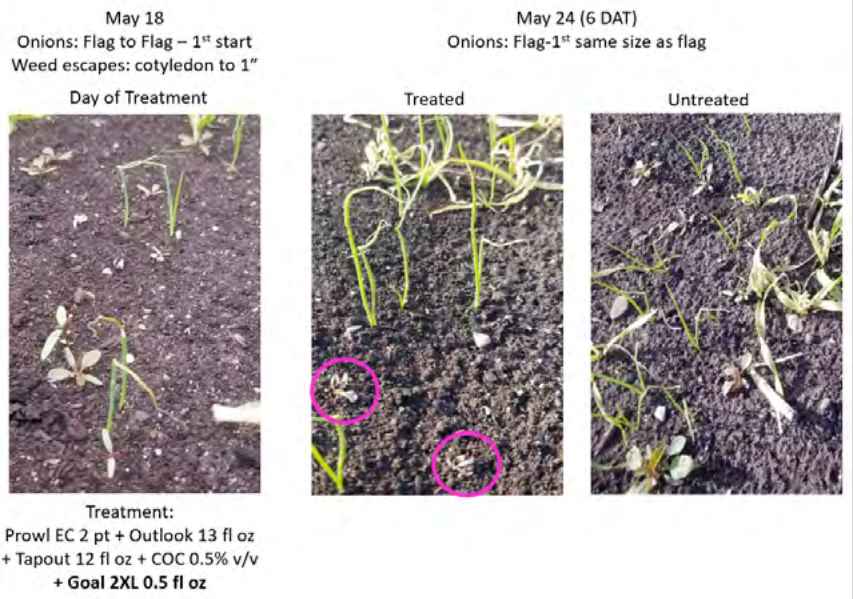 May 18
Onions: Flag to Flag – 1st start
Weed escapes: cotyledon to 1"
Day of Treatment
May 24 (6 DAT)
Onions: Flag-1st same size as flag
Treated
Untreated
Treatment:
Prowl EC 2 pt + Outlook 13 fl oz
+ Tapout 12 fl oz + COC 0.5% v/v
+ Goal 2XL 0.5 fl oz